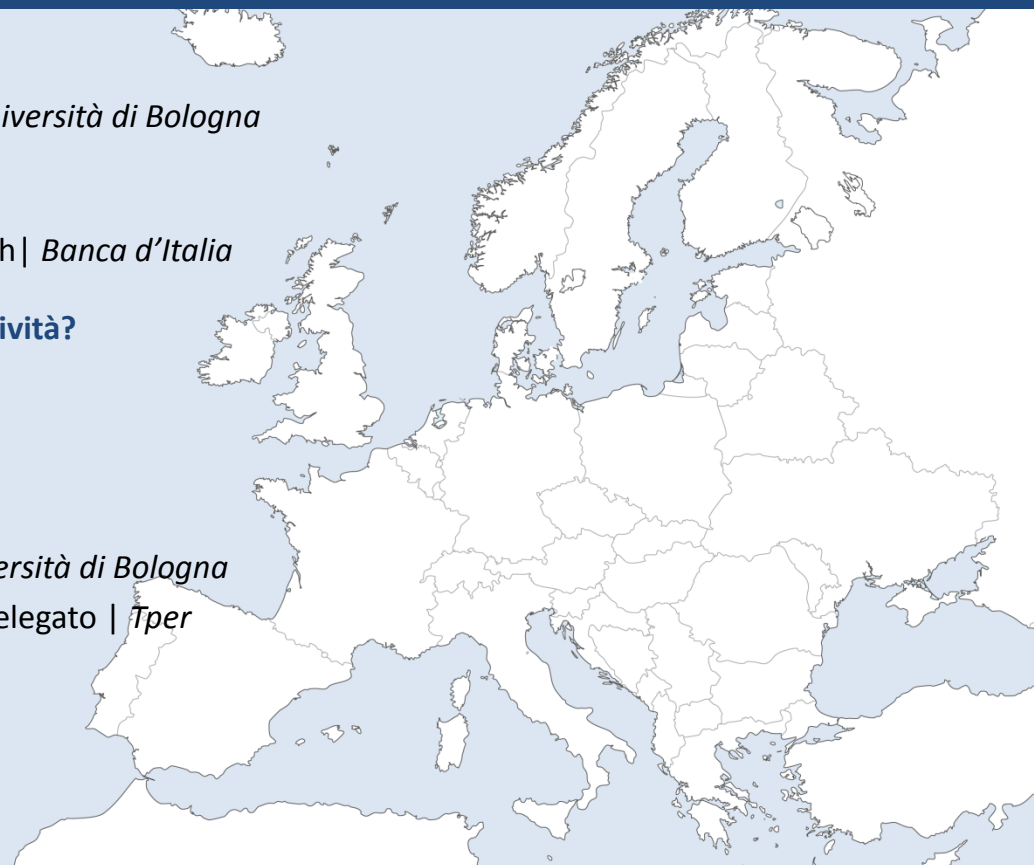 iversità di Bologna
h| Banca d’Italia
ività?
ersità di Bologna
elegato | Tper